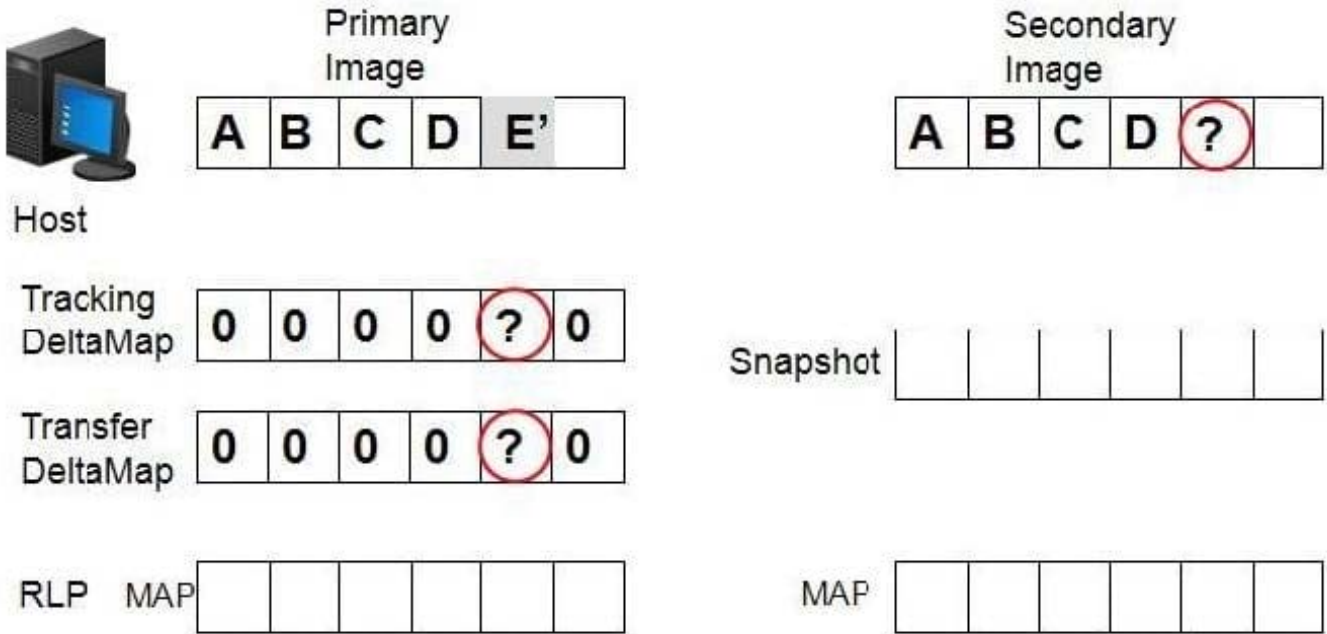 Primary
Image
Secondary
Image
A B C D E’
A B C D ?
Host
Tracking
DeltaMap
0 0 0 0 ? 0
Snapshot
Transfer
DeltaMap
0 0 0 0 ? 0
RLP MAP
MAP